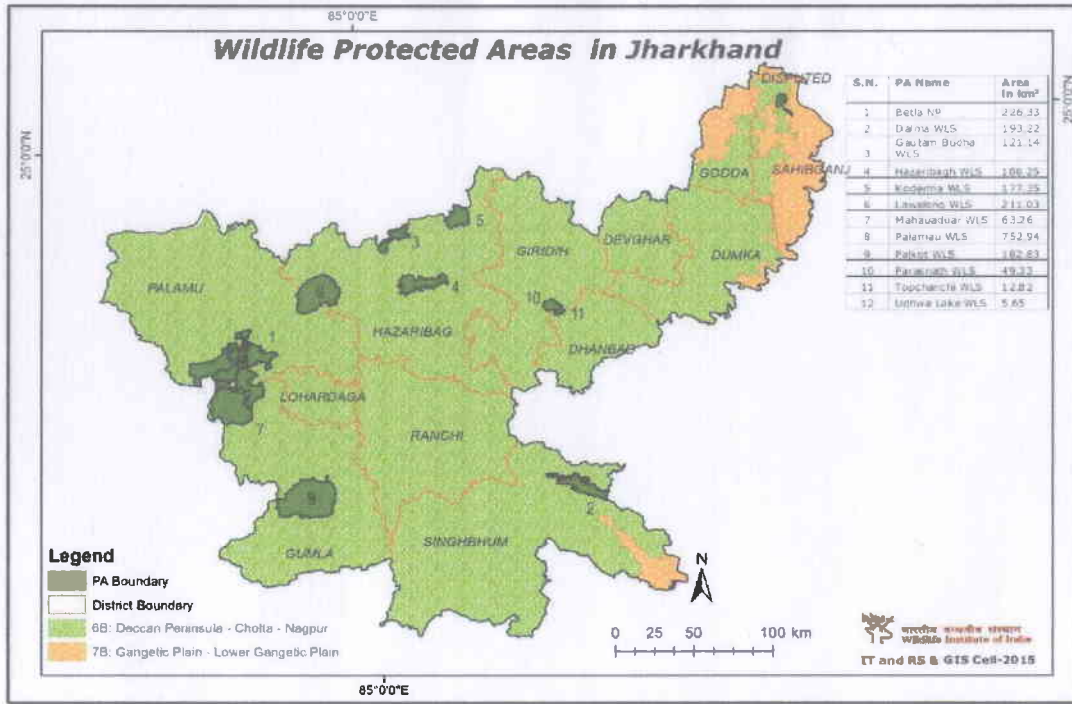 85°0'0"E
Wildlife Protected Areas in Jharkhand
25°0'0"N
25°0'0"N
S.N. PA Name Area in km²
1 Betla NP 226.33
2 Dalma WLS 193.22
3 Gautam Budha WLS 121.14
4 Hazaribagh WLS 186.25
5 Koderma WLS 177.35
6 Lawalong WLS 211.03
7 Mahauaduar WLS 63.26
8 Palamau WLS 752.94
9 Palkot WLS 182.83
10 Parasnath WLS 49.33
11 Topchanchi WLS 12.82
12 Udhwa Lake WLS 5.65
DISPUTED
GODDA
SAHIBGANJ
5
3
GIRIDIH
DEVGHAR
DUMKA
PALAMU
4
10
11
HAZARIBAG
DHANBAD
1
LOHARDAGA
7
RANCHI
9
2
GUMLA
SINGHBHUM
Legend
PA Boundary
District Boundary
6B: Deccan Peninsula - Chotta - Nagpur
7B: Gangetic Plain - Lower Gangetic Plain
N
0 25 50 100 km
भारतीय वन्यजीव संस्थान
Wildlife Institute of India
IT and RS & GIS Cell-2015
85°0'0"E